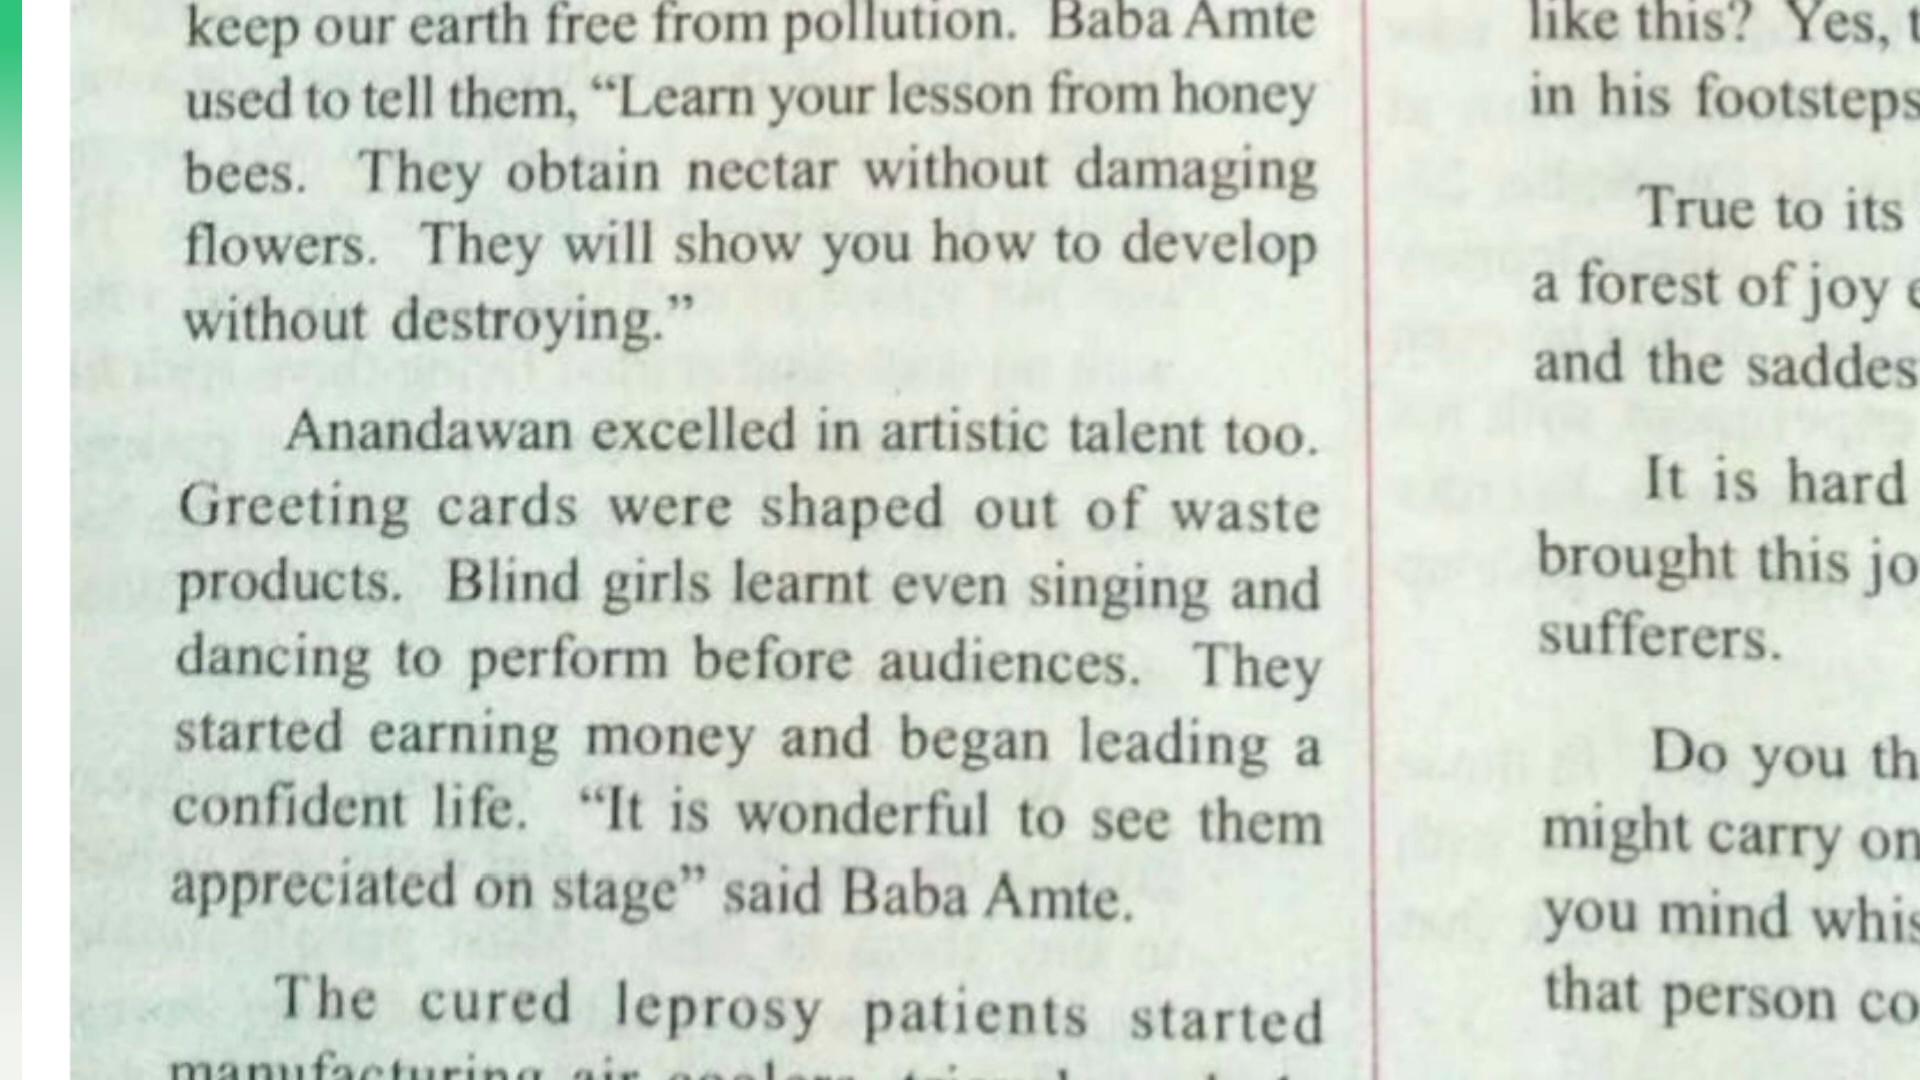 keep our earth free from pollution. Baba Amte
used to tell them, “Learn your lesson from honey
bees. They obtain nectar without damaging
flowers. They will show you how to develop
without destroying.”
Anandawan excelled in artistic talent too.
Greeting cards were shaped out of waste
products. Blind girls learnt even singing and
dancing to perform before audiences. They
started earning money and began leading a
confident life. “It is wonderful to see them
appreciated on stage” said Baba Amte.
The cured leprosy patients started
manufacturing air coolers,
like this? Yes,
in his footsteps
True to its
a forest of joy
and the saddes
It is hard
brought this jo
sufferers.
Do you th
might carry on
you mind whis
that person co